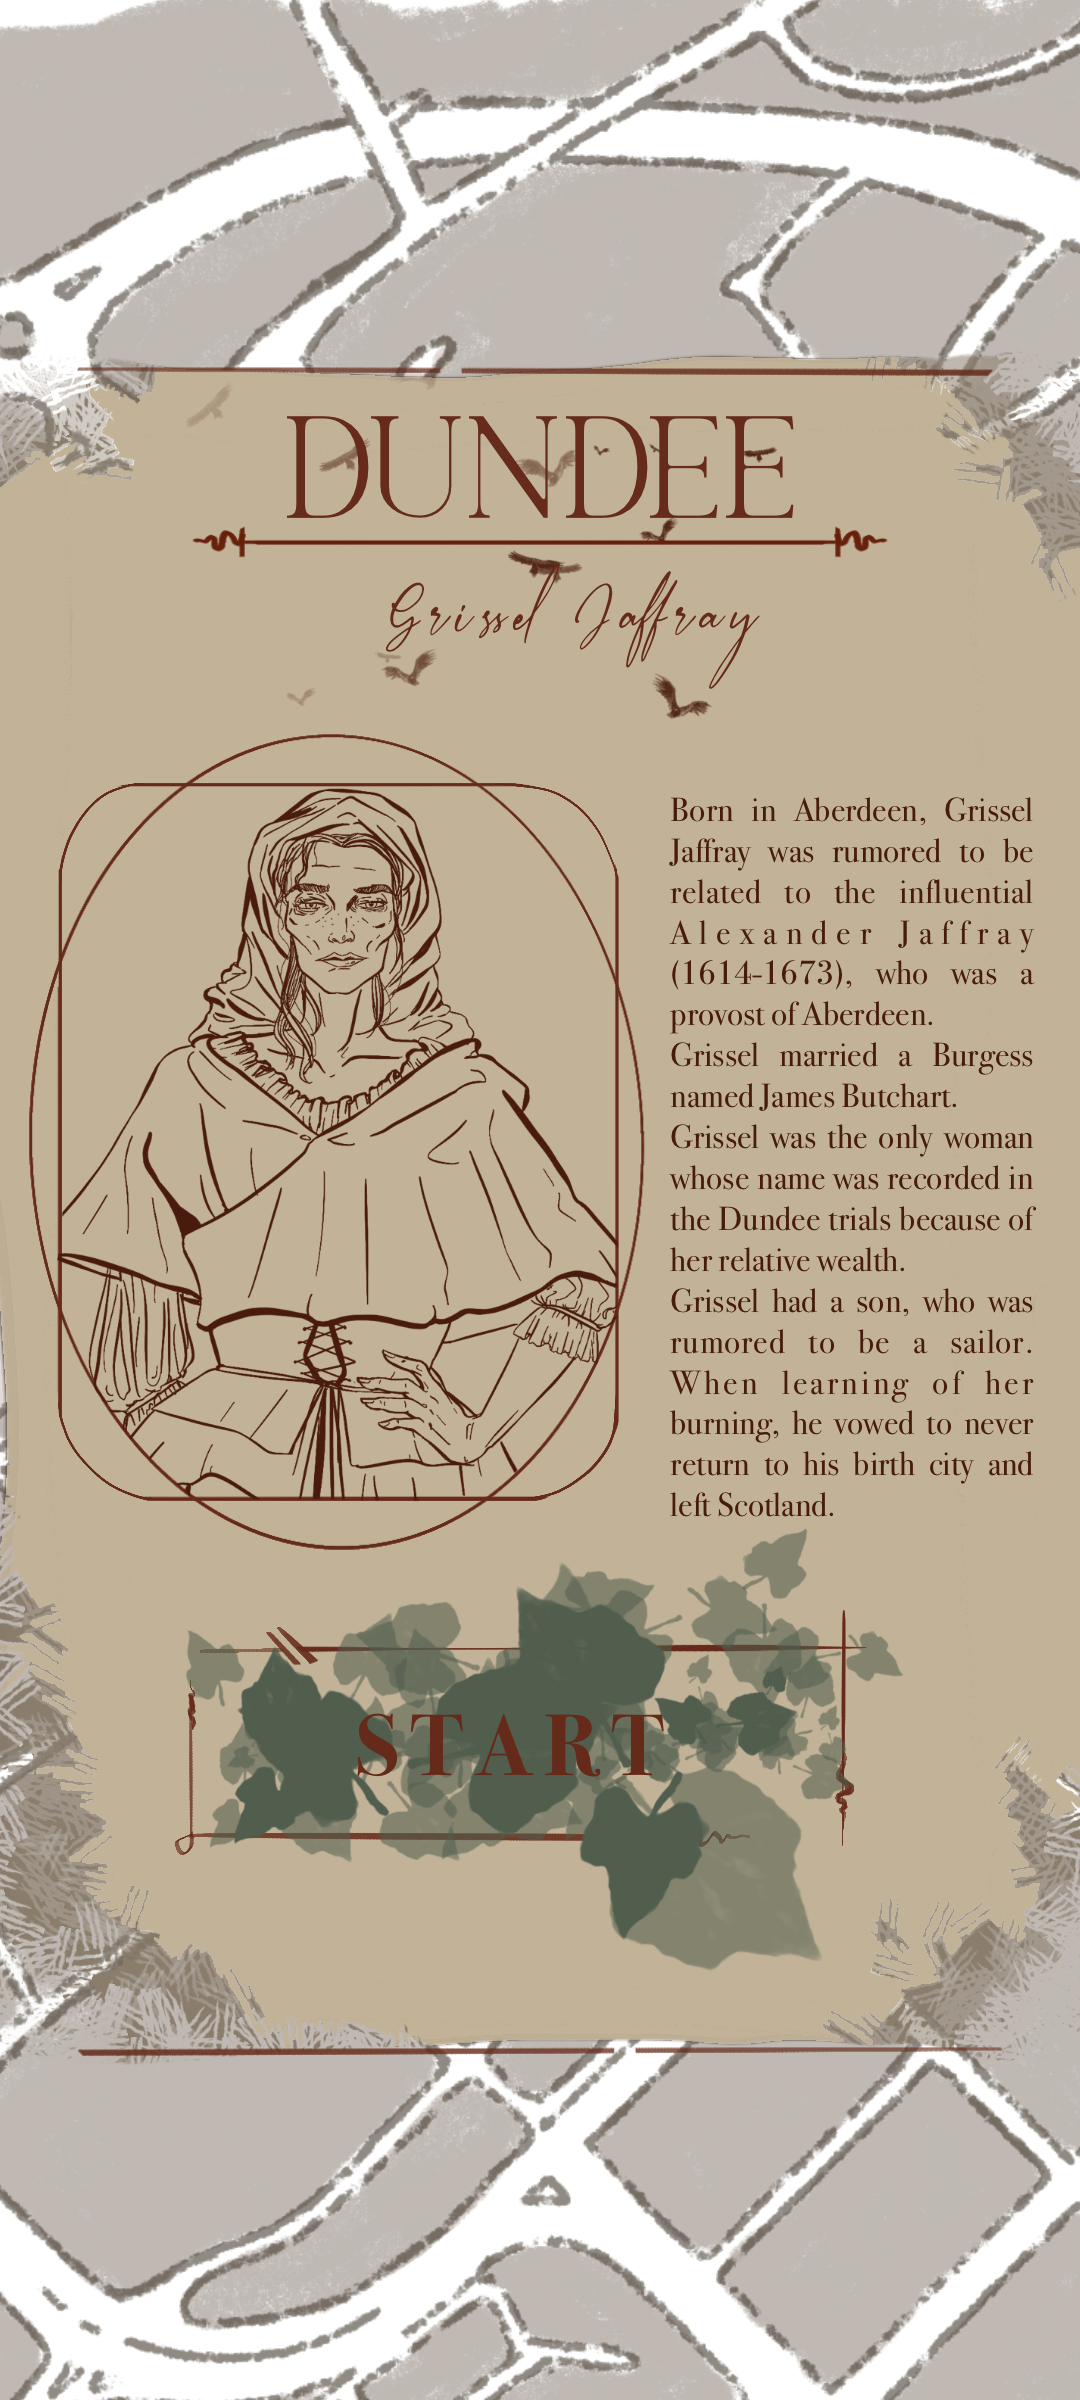 DUNDEE
Grissel Jaffray
Born in Aberdeen, Grissel
Jaffray was rumored to be
related to the influential
Alexander Jaffray
(1614-1673), who was a
provost of Aberdeen.
Grissel married a Burgess
named James Butchart.
Grissel was the only woman
whose name was recorded in
the Dundee trials because of
her relative wealth.
Grissel had a son, who was
rumored to be a sailor.
When learning of her
burning, he vowed to never
return to his birth city and
left Scotland.
START